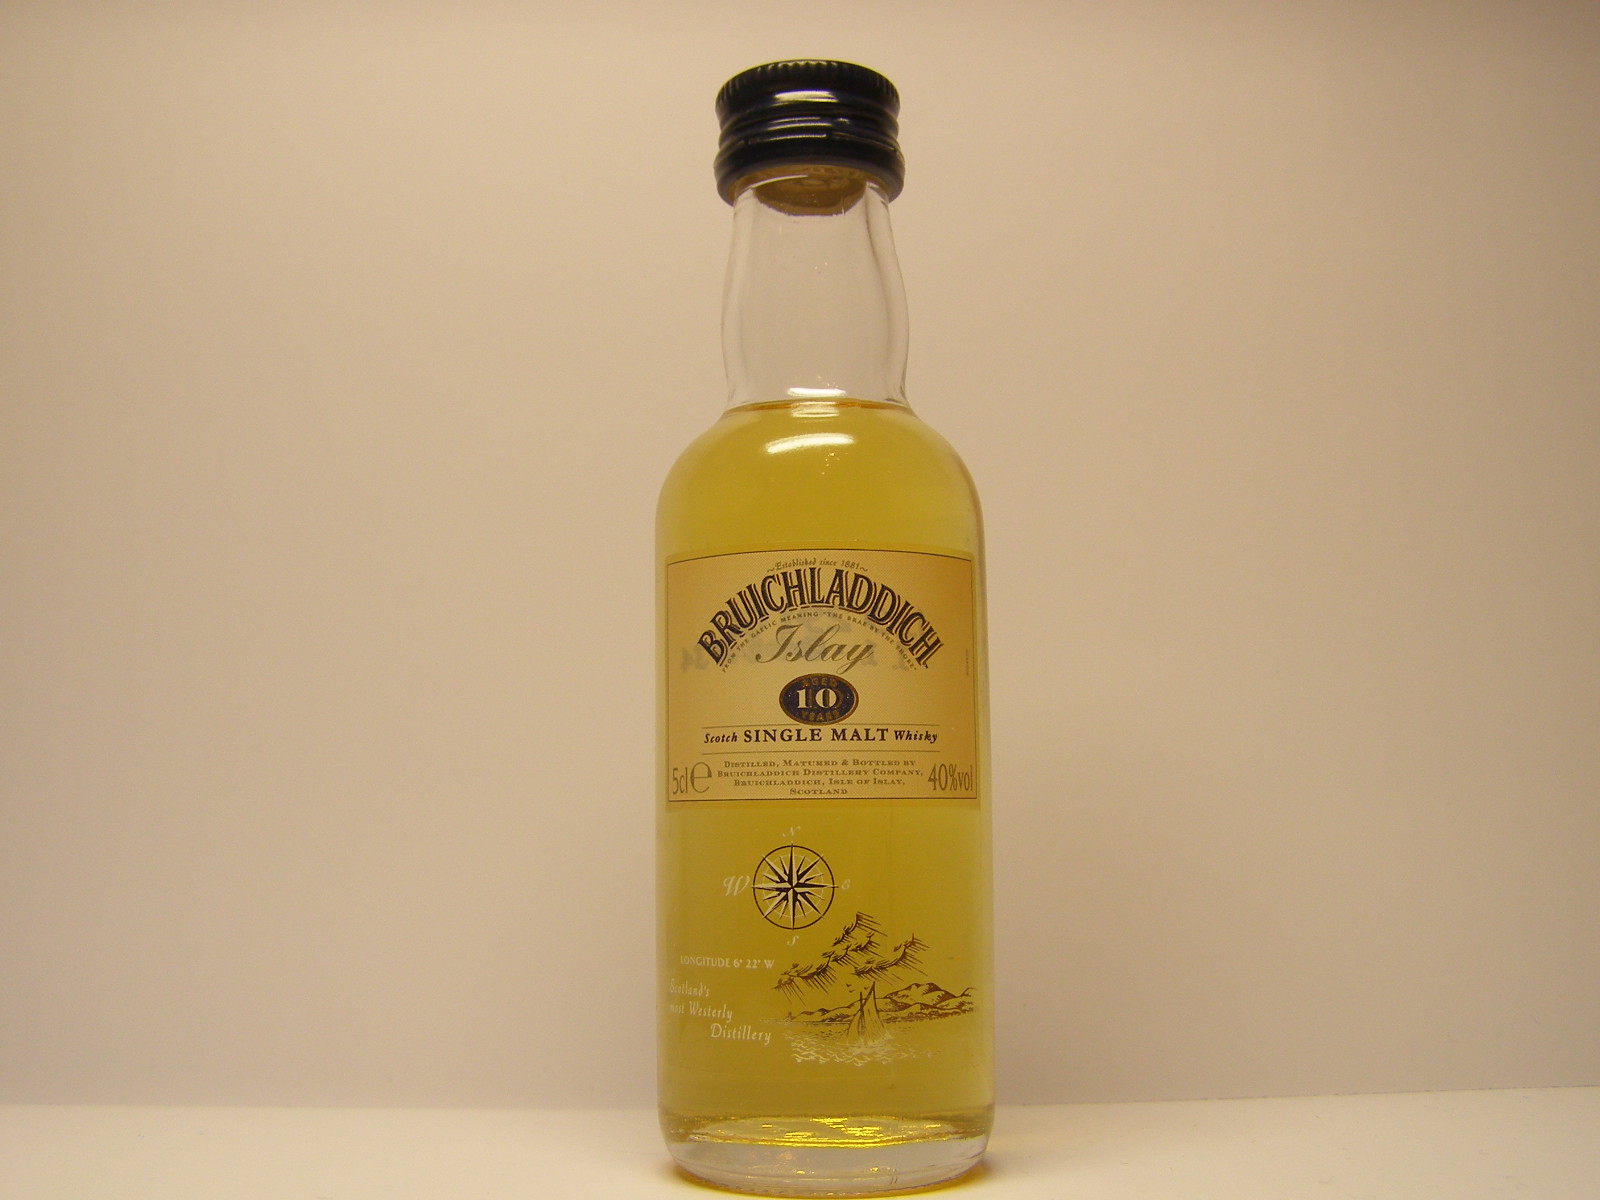 ~Established since 1881~
BRUICHLADDICH
FROM THE GAELIC MEANING "THE BRAE BY THE SHORE"
Islay
AGED
10
YEARS
Scotch SINGLE MALT Whisky
5cl e
DISTILLED, MATURED & BOTTLED BY
BRUICHLADDICH DISTILLERY COMPANY,
BRUICHLADDICH, ISLE OF ISLAY,
SCOTLAND
40%vol
N
W
E
S
LONGITUDE 6° 22' W
Scotland's
most Westerly
Distillery